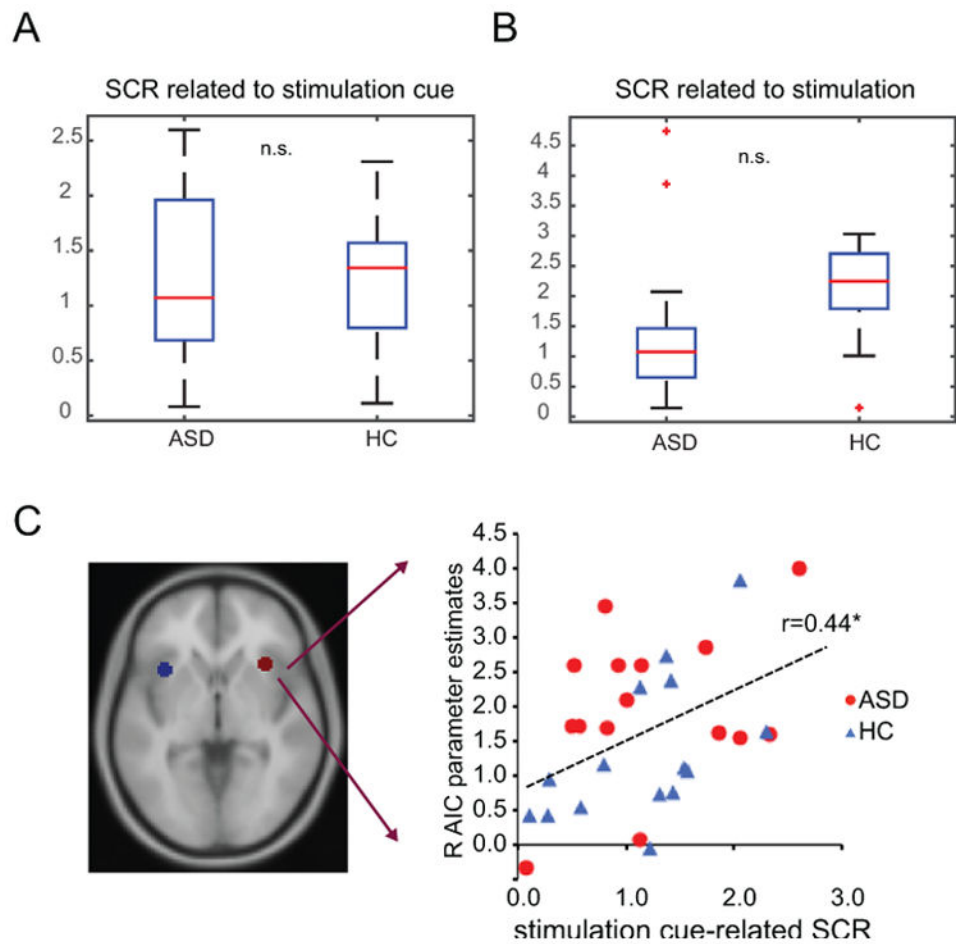 A
SCR related to stimulation cue
2.5
2
1.5
1
0.5
0
n.s.
ASD HC
B
SCR related to stimulation
4.5
4
3.5
3
2.5
2
1.5
1
0.5
0
n.s.
ASD HC
C
R AIC parameter estimates
4.5
4.0
3.5
3.0
2.5
2.0
1.5
1.0
0.5
0.0
r=0.44*
ASD
HC
0.0 1.0 2.0 3.0
stimulation cue-related SCR